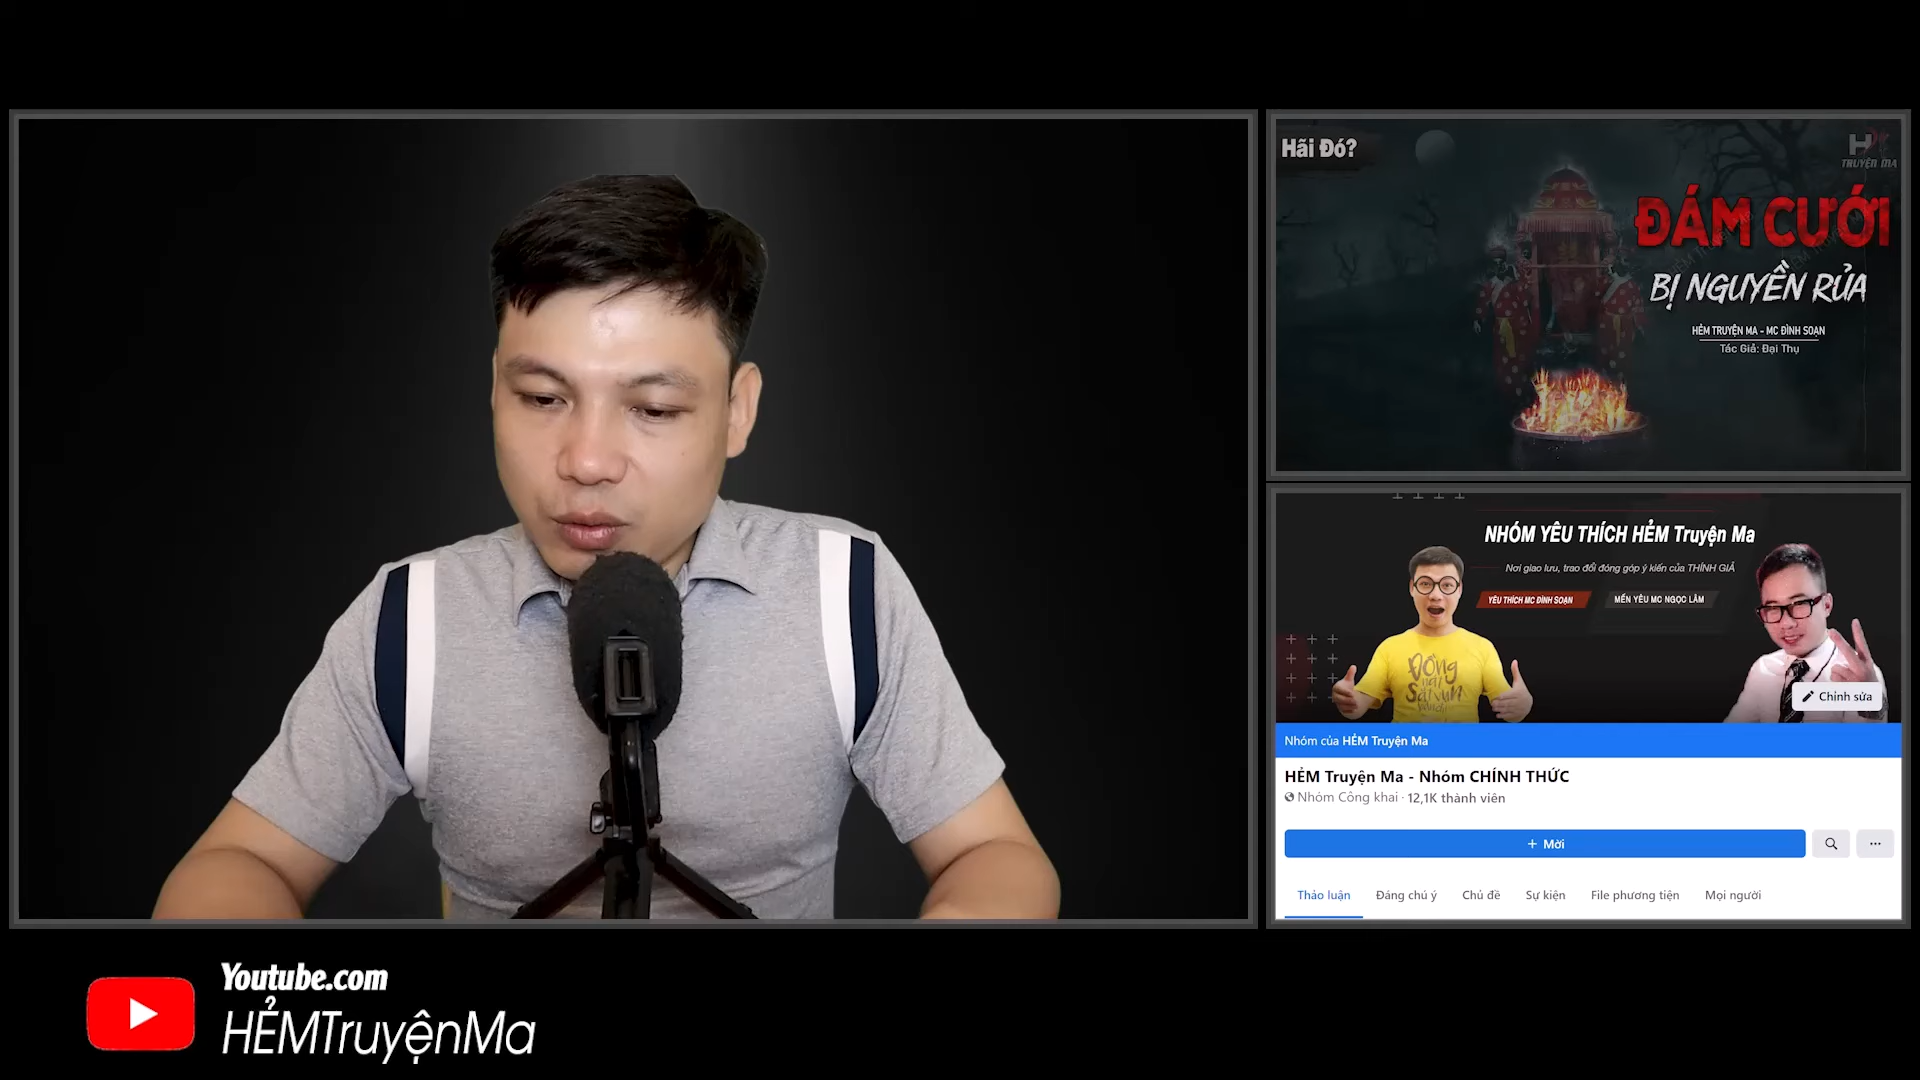 Hãi Đó?
H
TRUYỆN MA
ĐÁM CƯỚI
BỊ NGUYỀN RỦA
HẺM TRUYỆN MA - MC ĐÌNH SOẠN
Tác Giả: Đại Thụ
NHÓM YÊU THÍCH HẺM Truyện Ma
Nơi giao lưu, trao đổi đóng góp ý kiến của THÍNH GIẢ
YÊU THÍCH MC ĐÌNH SOẠN
MẾN YÊU MC NGỌC LÂM
Chỉnh sửa
Nhóm của HẺM Truyện Ma
HẺM Truyện Ma - Nhóm CHÍNH THỨC
Nhóm Công khai · 12,1K thành viên
+ Mời
Thảo luận
Đáng chú ý
Chủ đề
Sự kiện
File phương tiện
Mọi người
Youtube.com
HẺMTruyệnMa